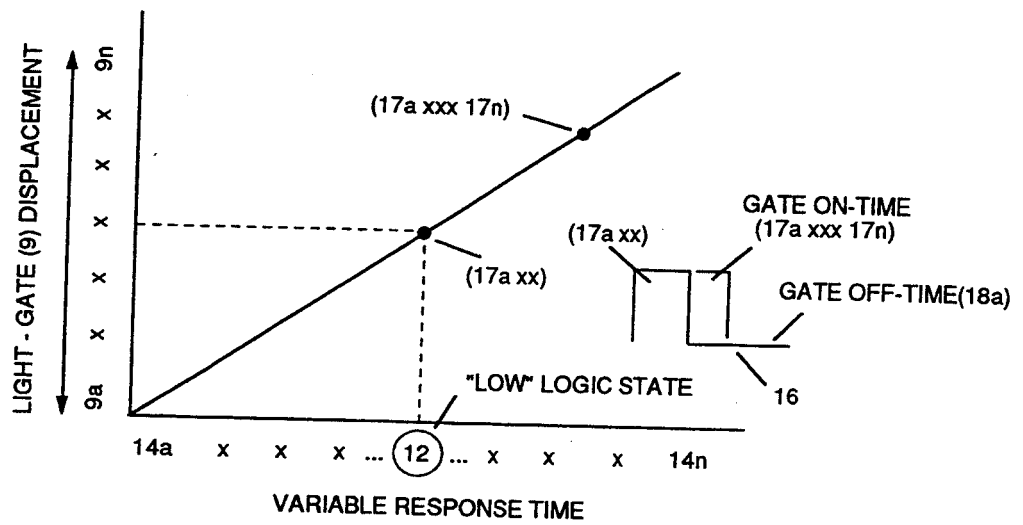 LIGHT - GATE (9) DISPLACEMENT
9n
x
x
x
x
x
9a
(17a xxx 17n)
(17a xx)
(17a xx)
GATE ON-TIME
(17a xxx 17n)
GATE OFF-TIME(18a)
16
"LOW" LOGIC STATE
14a x x x ... 12 ... x x x 14n
VARIABLE RESPONSE TIME